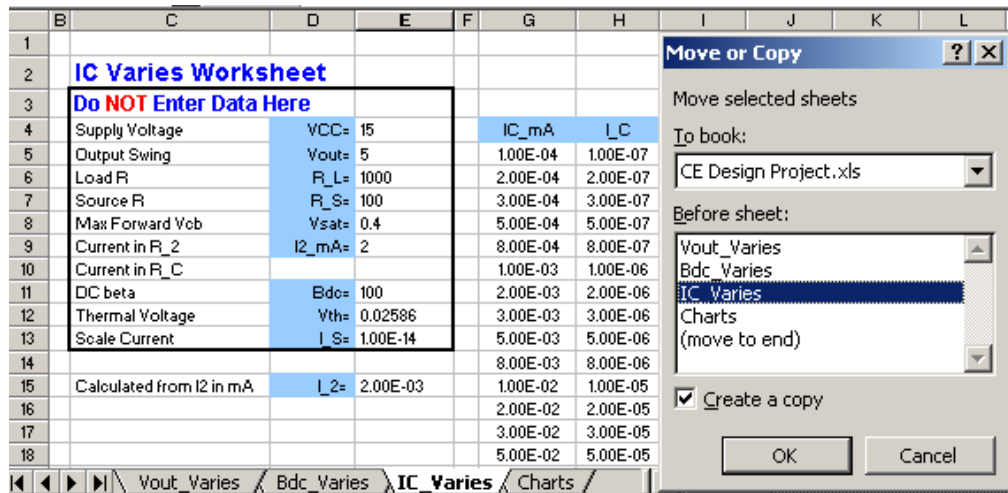 B C D E F G H I J K L
1
2 IC Varies Worksheet
3 Do NOT Enter Data Here
4 Supply Voltage VCC= 15 IC_mA I_C
5 Output Swing Vout= 5 1.00E-04 1.00E-07
6 Load R R_L= 1000 2.00E-04 2.00E-07
7 Source R R_S= 100 3.00E-04 3.00E-07
8 Max Forward Vcb Vsat= 0.4 5.00E-04 5.00E-07
9 Current in R_2 I2_mA= 2 8.00E-04 8.00E-07
10 Current in R_C 1.00E-03 1.00E-06
11 DC beta Bdc= 100 2.00E-03 2.00E-06
12 Thermal Voltage Vth= 0.02586 3.00E-03 3.00E-06
13 Scale Current I_S= 1.00E-14 5.00E-03 5.00E-06
14 8.00E-03 8.00E-06
15 Calculated from I2 in mA I_2= 2.00E-03 1.00E-02 1.00E-05
16 2.00E-02 2.00E-05
17 3.00E-02 3.00E-05
18 5.00E-02 5.00E-05
Vout_Varies Bdc_Varies IC_Varies Charts
Move or Copy
Move selected sheets
To book:
CE Design Project.xls
Before sheet:
Vout_Varies
Bdc_Varies
IC_Varies
Charts
(move to end)
Create a copy
OK Cancel